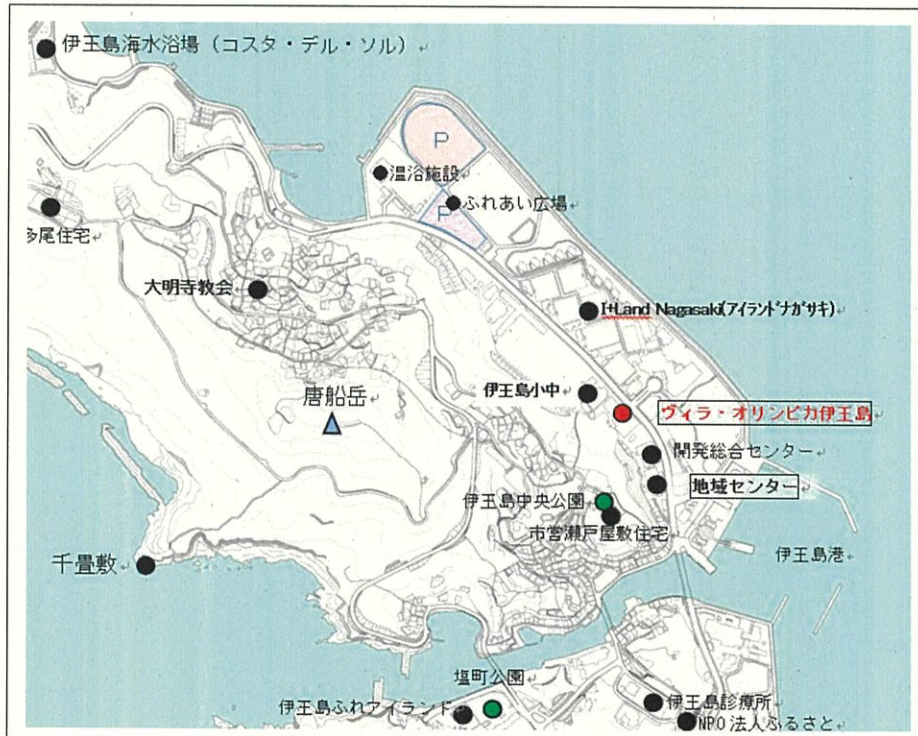 伊王島海水浴場（コスタ・デル・ソル）
P
温浴施設
P
ふれあい広場
多尾住宅
大明寺教会
I+Land Nagasaki(アイランドナガサキ)
唐船岳
伊王島小中
ヴィラ・オリンピカ伊王島
開発総合センター
地域センター
伊王島中央公園
市営瀬戸屋敷住宅
伊王島港
千畳敷
塩町公園
伊王島ふれアイランド
伊王島診療所
NPO法人ふるさと